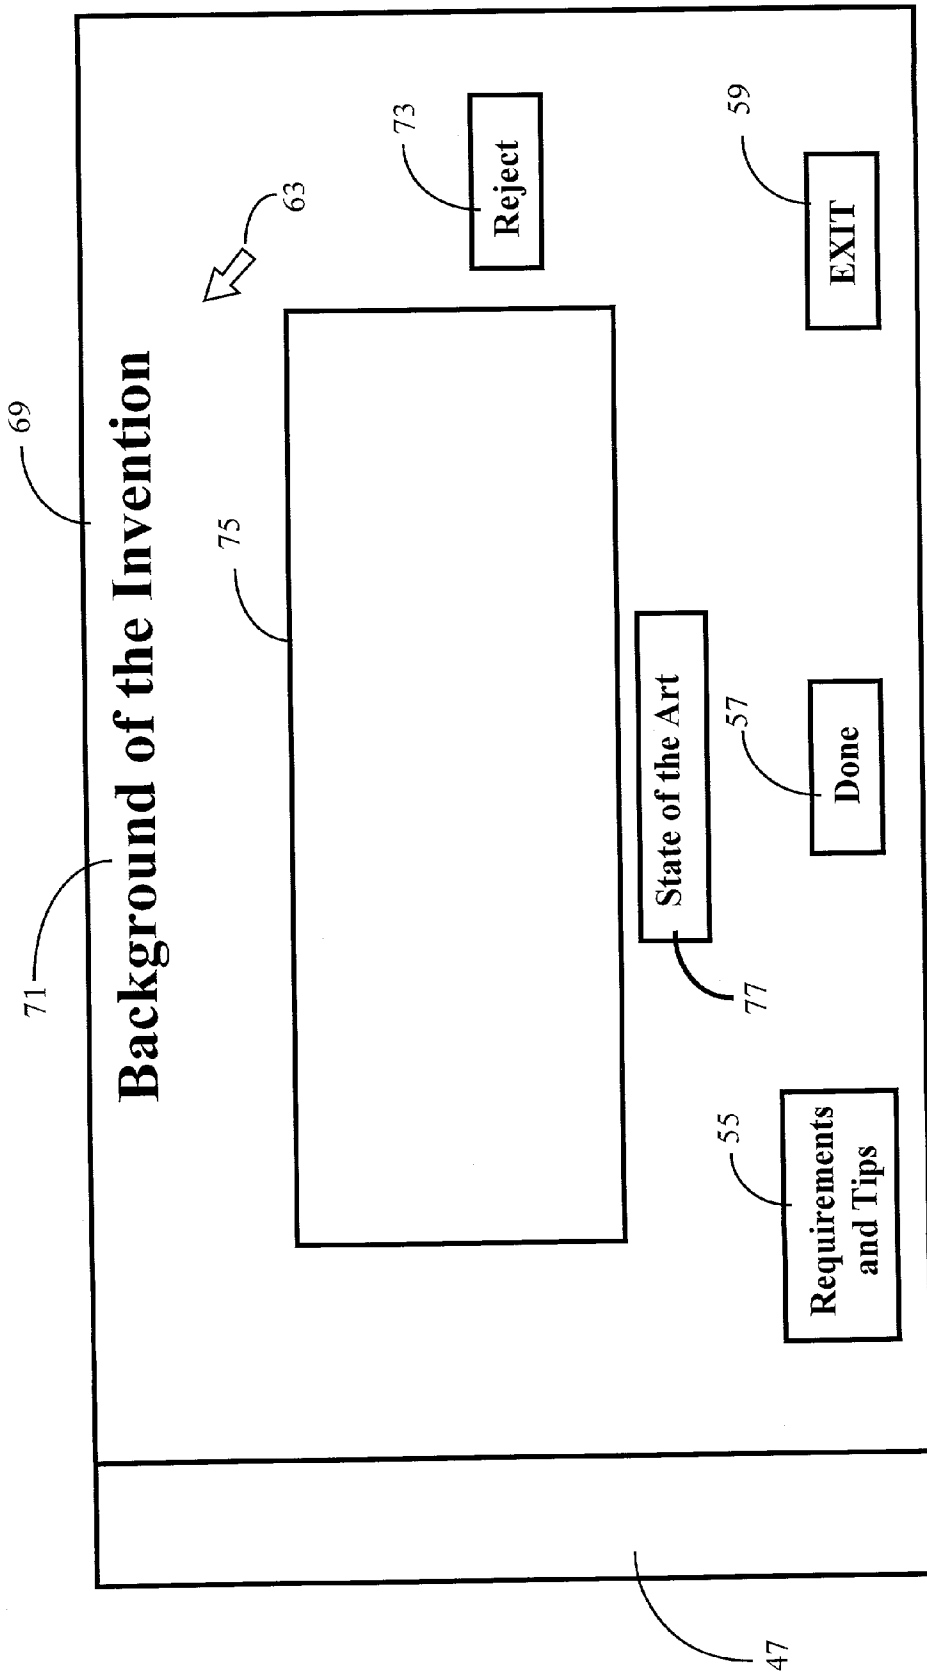 69
71
Background of the Invention
63
75
73
Reject
State of the Art
77
55
57
59
Requirements
and Tips
Done
EXIT
47